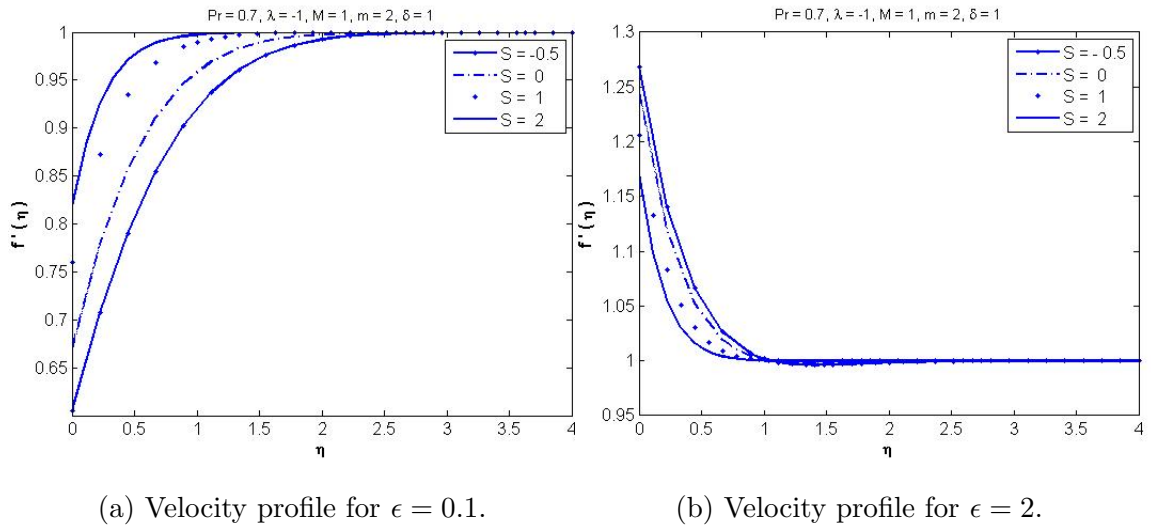 Pr = 0.7, λ = -1, M = 1, m = 2, δ = 1
1
0.95
0.9
0.85
0.8
0.75
0.7
0.65
f '(η)
0
0.5
1
1.5
2
2.5
3
3.5
4
η
S = -0.5
S = 0
S = 1
S = 2
(a) Velocity profile for ϵ = 0.1.
Pr = 0.7, λ = -1, M = 1, m = 2, δ = 1
1.3
1.25
1.2
1.15
1.1
1.05
1
0.95
f '(η)
0
0.5
1
1.5
2
2.5
3
3.5
4
η
S = - 0.5
S = 0
S = 1
S = 2
(b) Velocity profile for ϵ = 2.